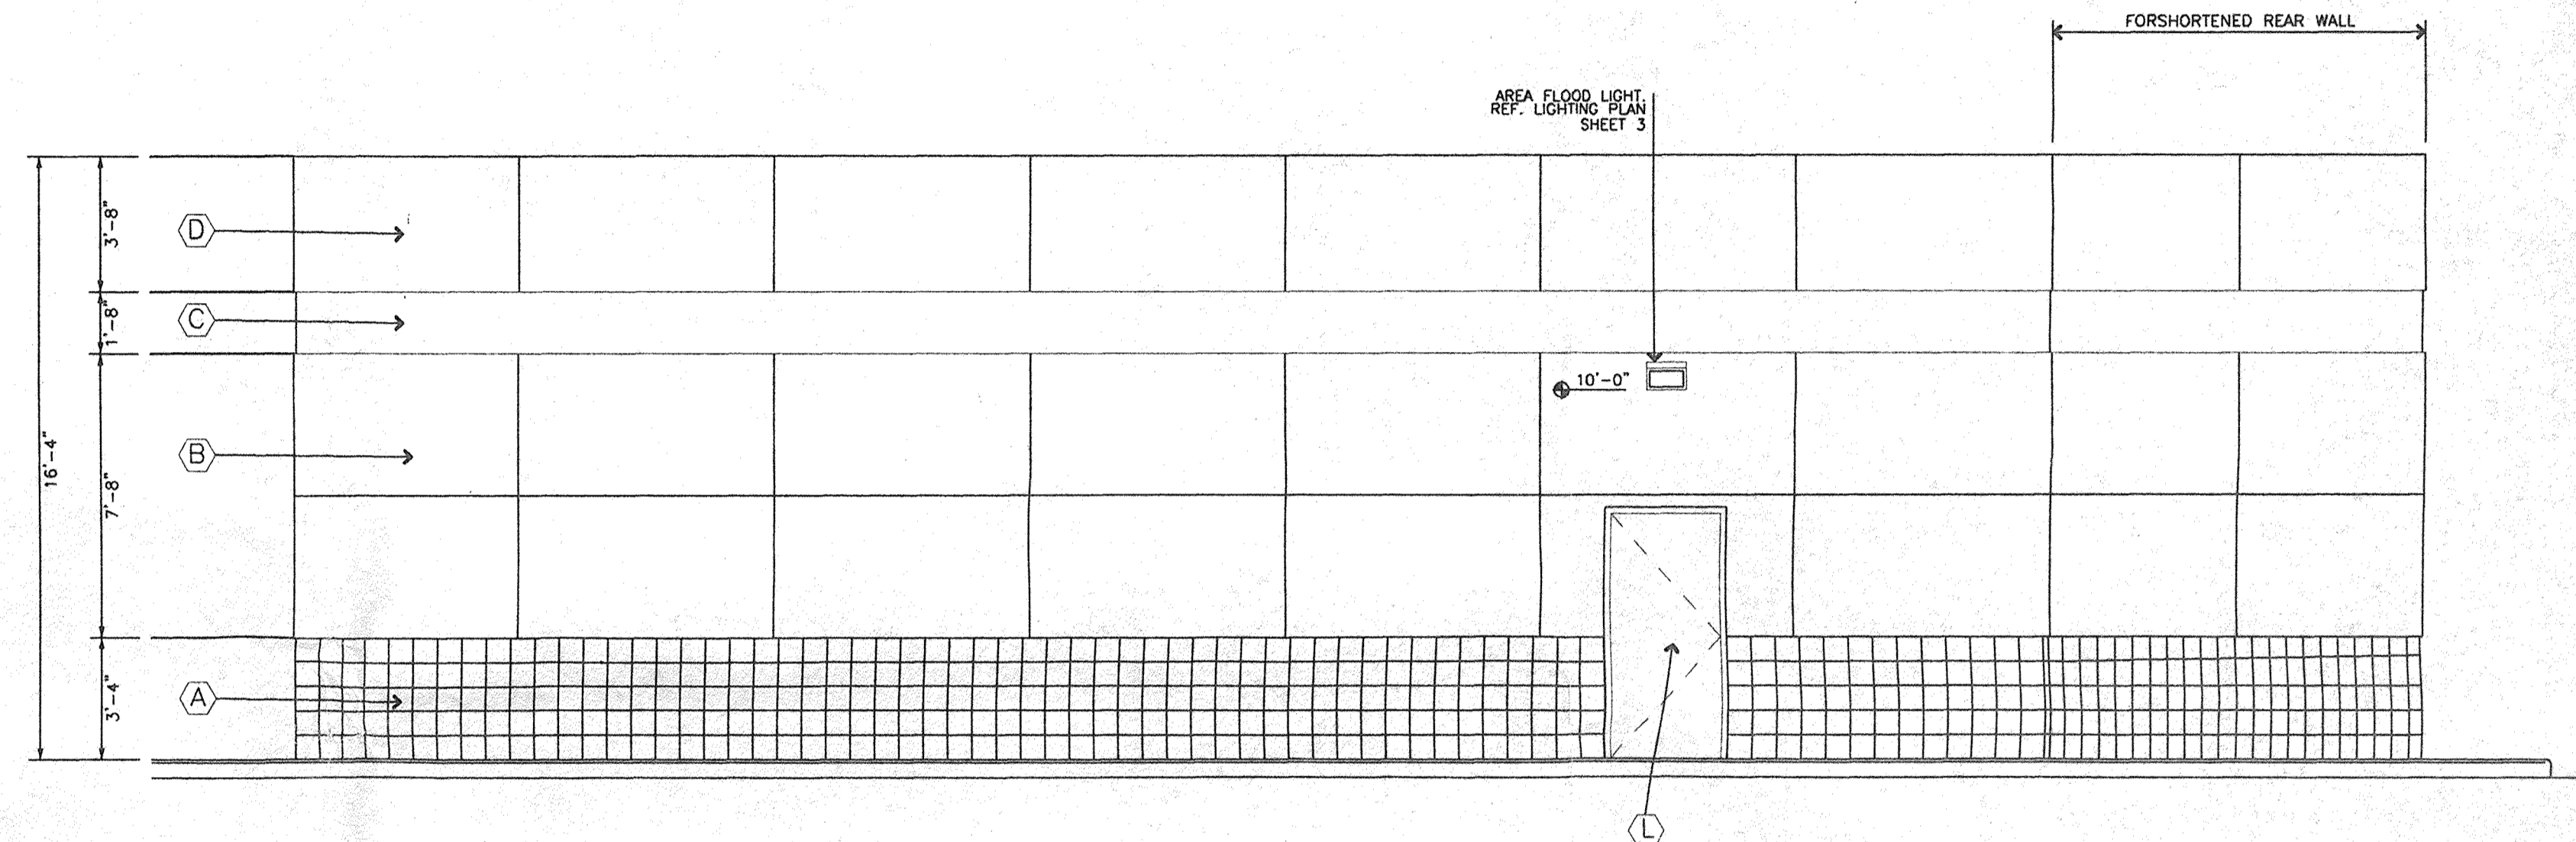 FORSHORTENED REAR WALL
AREA FLOOD LIGHT.
REF. LIGHTING PLAN
SHEET 3
D
3'-8"
C
1'-8"
10'-0"
B
16'-4"
7'-8"
A
3'-4"
L